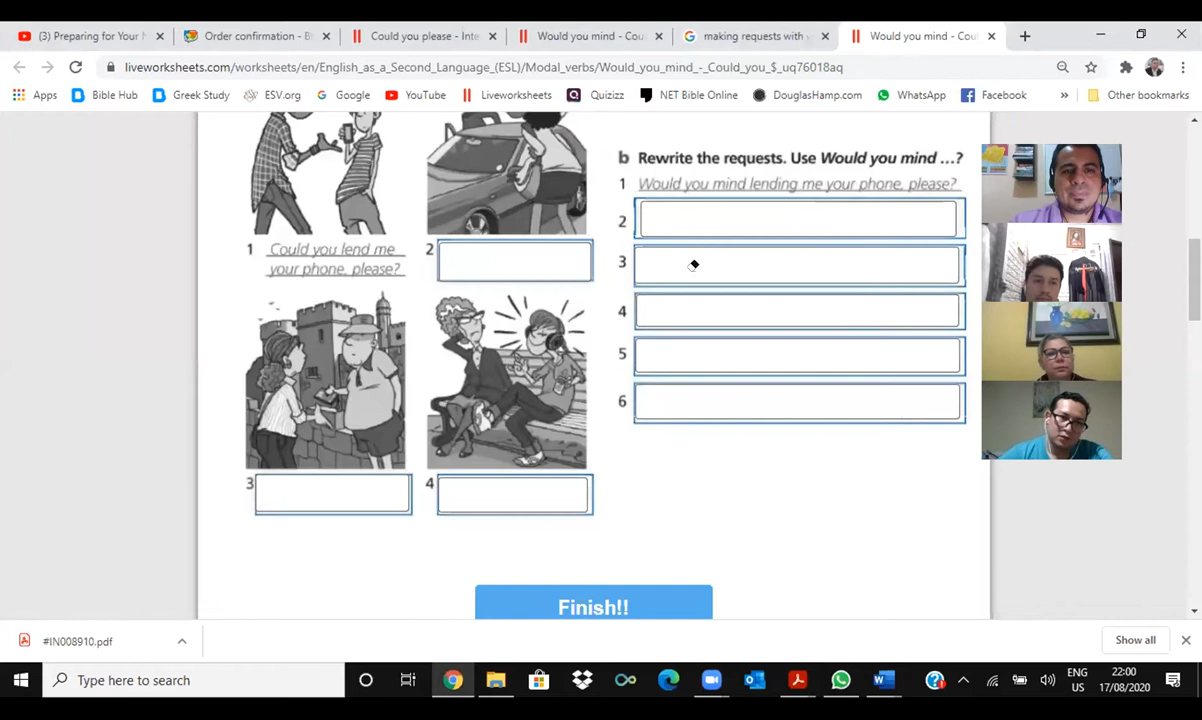 (3) Preparing for Your N
Order confirmation - B
Could you please - Inte
Would you mind - Cou
making requests with w
Would you mind - Cou
liveworksheets.com/worksheets/en/English_as_a_Second_Language_(ESL)/Modal_verbs/Would_you_mind_-_Could_you_$_uq76018aq
Apps
Bible Hub
Greek Study
ESV.org
Google
YouTube
Liveworksheets
Quizizz
NET Bible Online
DouglasHamp.com
WhatsApp
Facebook
»
Other bookmarks
1 Could you lend me
your phone, please?
2
3
4
b Rewrite the requests. Use Would you mind ...?
1 Would you mind lending me your phone, please?
2
3
4
5
6
Finish!!
#IN008910.pdf
Show all
Type here to search
ENG
US
22:00
17/08/2020